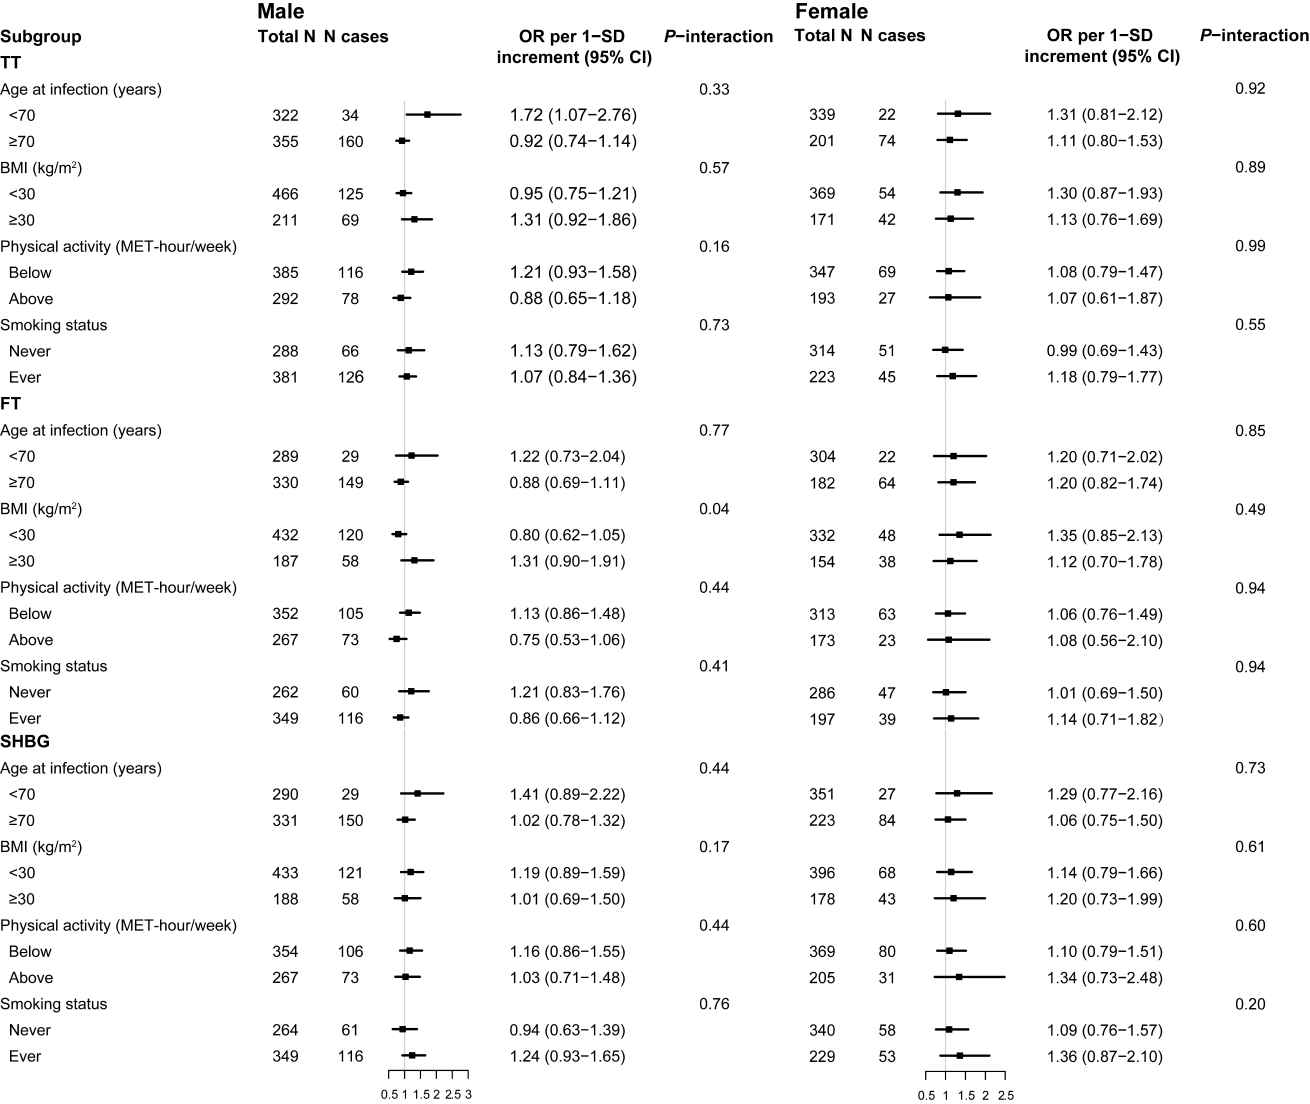 Male Female
Subgroup Total N N cases OR per 1−SD P−interaction Total N N cases OR per 1−SD P−interaction
increment (95% CI) increment (95% CI)
TT
Age at infection (years) 0.33 0.92
<70 322 34 1.72 (1.07−2.76) 339 22 1.31 (0.81−2.12)
≥70 355 160 0.92 (0.74−1.14) 201 74 1.11 (0.80−1.53)
BMI (kg/m²) 0.57 0.89
<30 466 125 0.95 (0.75−1.21) 369 54 1.30 (0.87−1.93)
≥30 211 69 1.31 (0.92−1.86) 171 42 1.13 (0.76−1.69)
Physical activity (MET-hour/week) 0.16 0.99
Below 385 116 1.21 (0.93−1.58) 347 69 1.08 (0.79−1.47)
Above 292 78 0.88 (0.65−1.18) 193 27 1.07 (0.61−1.87)
Smoking status 0.73 0.55
Never 288 66 1.13 (0.79−1.62) 314 51 0.99 (0.69−1.43)
Ever 381 126 1.07 (0.84−1.36) 223 45 1.18 (0.79−1.77)
FT
Age at infection (years) 0.77 0.85
<70 289 29 1.22 (0.73−2.04) 304 22 1.20 (0.71−2.02)
≥70 330 149 0.88 (0.69−1.11) 182 64 1.20 (0.82−1.74)
BMI (kg/m²) 0.04 0.49
<30 432 120 0.80 (0.62−1.05) 332 48 1.35 (0.85−2.13)
≥30 187 58 1.31 (0.90−1.91) 154 38 1.12 (0.70−1.78)
Physical activity (MET-hour/week) 0.44 0.94
Below 352 105 1.13 (0.86−1.48) 313 63 1.06 (0.76−1.49)
Above 267 73 0.75 (0.53−1.06) 173 23 1.08 (0.56−2.10)
Smoking status 0.41 0.94
Never 262 60 1.21 (0.83−1.76) 286 47 1.01 (0.69−1.50)
Ever 349 116 0.86 (0.66−1.12) 197 39 1.14 (0.71−1.82)
SHBG
Age at infection (years) 0.44 0.73
<70 290 29 1.41 (0.89−2.22) 351 27 1.29 (0.77−2.16)
≥70 331 150 1.02 (0.78−1.32) 223 84 1.06 (0.75−1.50)
BMI (kg/m²) 0.17 0.61
<30 433 121 1.19 (0.89−1.59) 396 68 1.14 (0.79−1.66)
≥30 188 58 1.01 (0.69−1.50) 178 43 1.20 (0.73−1.99)
Physical activity (MET-hour/week) 0.44 0.60
Below 354 106 1.16 (0.86−1.55) 369 80 1.10 (0.79−1.51)
Above 267 73 1.03 (0.71−1.48) 205 31 1.34 (0.73−2.48)
Smoking status 0.76 0.20
Never 264 61 0.94 (0.63−1.39) 340 58 1.09 (0.76−1.57)
Ever 349 116 1.24 (0.93−1.65) 229 53 1.36 (0.87−2.10)
0.5 1 1.5 2 2.5 3 0.5 1 1.5 2 2.5